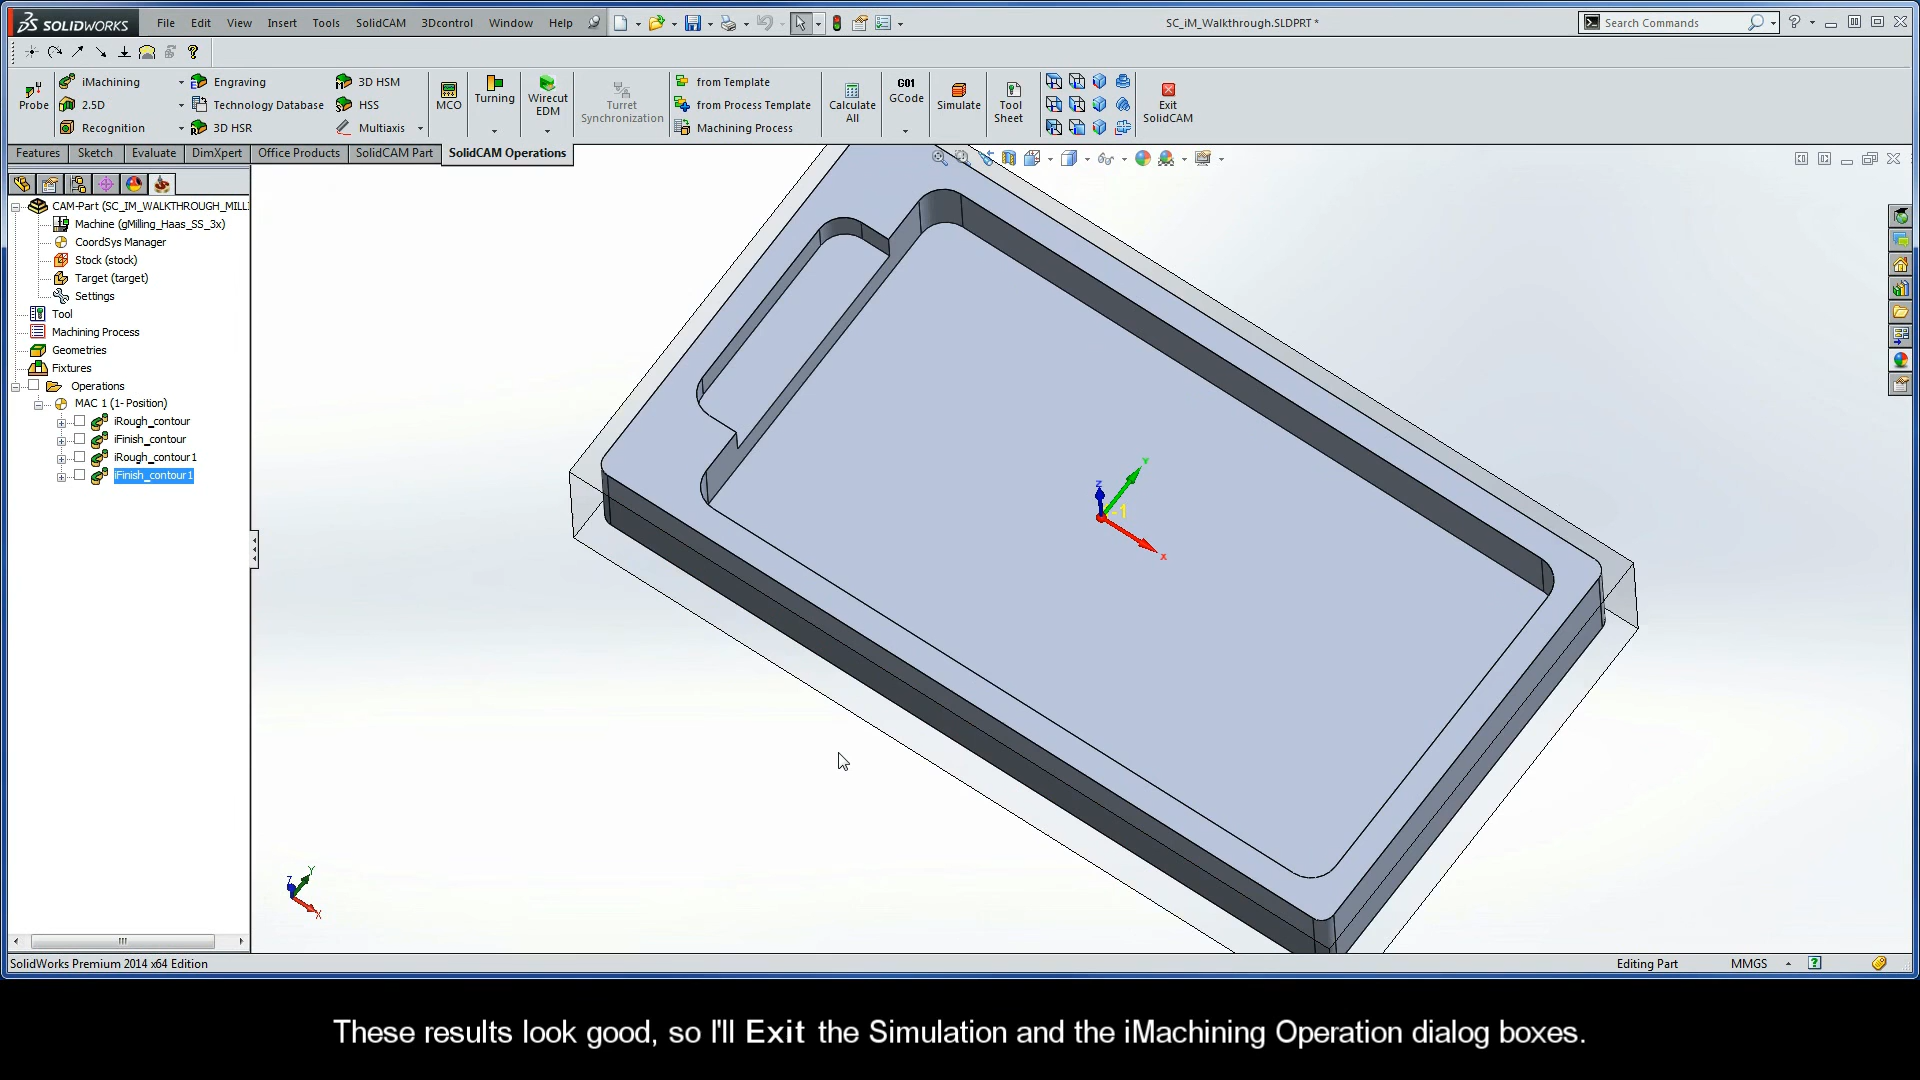 SOLIDWORKS File Edit View Insert Tools SolidCAM 3Dcontrol Window Help SC_iM_Walkthrough.SLDPRT * Search Commands
Probe
iMachining
2.5D
Recognition
Engraving
Technology Database
3D HSR
3D HSM
HSS
Multiaxis
MCO
Turning
Wirecut
EDM
Turret
Synchronization
from Template
from Process Template
Machining Process
Calculate
All
G01
GCode
Simulate
Tool
Sheet
Exit
SolidCAM
Features Sketch Evaluate DimXpert Office Products SolidCAM Part SolidCAM Operations
CAM-Part (SC_IM_WALKTHROUGH_MILL
Machine (gMilling_Haas_SS_3x)
CoordSys Manager
Stock (stock)
Target (target)
Settings
Tool
Machining Process
Geometries
Fixtures
Operations
MAC 1 (1- Position)
iRough_contour
iFinish_contour
iRough_contour1
iFinish_contour1
Y
Z
-1
X
Y
Z
X
SolidWorks Premium 2014 x64 Edition Editing Part MMGS
These results look good, so I'll Exit the Simulation and the iMachining Operation dialog boxes.